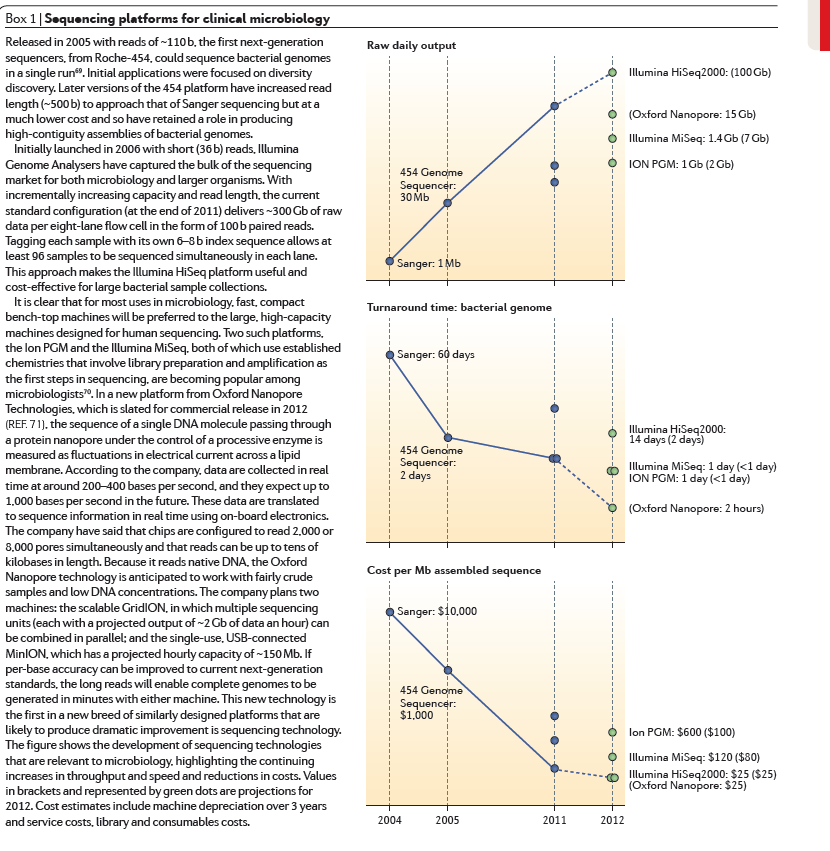 Box 1 | Sequencing platforms for clinical microbiology
Released in 2005 with reads of ~110 b, the first next-generation
sequencers, from Roche-454, could sequence bacterial genomes
in a single run⁶⁹. Initial applications were focused on diversity
discovery. Later versions of the 454 platform have increased read
length (~500 b) to approach that of Sanger sequencing but at a
much lower cost and so have retained a role in producing
high-contiguity assemblies of bacterial genomes.
Initially launched in 2006 with short (36 b) reads, Illumina
Genome Analysers have captured the bulk of the sequencing
market for both microbiology and larger organisms. With
incrementally increasing capacity and read length, the current
standard configuration (at the end of 2011) delivers ~300 Gb of raw
data per eight-lane flow cell in the form of 100 b paired reads.
Tagging each sample with its own 6–8 b index sequence allows at
least 96 samples to be sequenced simultaneously in each lane.
This approach makes the Illumina HiSeq platform useful and
cost-effective for large bacterial sample collections.
It is clear that for most uses in microbiology, fast, compact
bench-top machines will be preferred to the large, high-capacity
machines designed for human sequencing. Two such platforms,
the Ion PGM and the Illumina MiSeq, both of which use established
chemistries that involve library preparation and amplification as
the first steps in sequencing, are becoming popular among
microbiologists⁷⁰. In a new platform from Oxford Nanopore
Technologies, which is slated for commercial release in 2012
(REF. 71), the sequence of a single DNA molecule passing through
a protein nanopore under the control of a processive enzyme is
measured as fluctuations in electrical current across a lipid
membrane. According to the company, data are collected in real
time at around 200–400 bases per second, and they expect up to
1,000 bases per second in the future. These data are translated
to sequence information in real time using on-board electronics.
The company have said that chips are configured to read 2,000 or
8,000 pores simultaneously and that reads can be up to tens of
kilobases in length. Because it reads native DNA, the Oxford
Nanopore technology is anticipated to work with fairly crude
samples and low DNA concentrations. The company plans two
machines: the scalable GridION, in which multiple sequencing
units (each with a projected output of ~2 Gb of data an hour) can
be combined in parallel; and the single-use, USB-connected
MinION, which has a projected hourly capacity of ~150 Mb. If
per-base accuracy can be improved to current next-generation
standards, the long reads will enable complete genomes to be
generated in minutes with either machine. This new technology is
the first in a new breed of similarly designed platforms that are
likely to produce dramatic improvement is sequencing technology.
The figure shows the development of sequencing technologies
that are relevant to microbiology, highlighting the continuing
increases in throughput and speed and reductions in costs. Values
in brackets and represented by green dots are projections for
2012. Cost estimates include machine depreciation over 3 years
and service costs, library and consumables costs.
Raw daily output
Illumina HiSeq2000: (100 Gb)
(Oxford Nanopore: 15 Gb)
Illumina MiSeq: 1.4 Gb (7 Gb)
ION PGM: 1 Gb (2 Gb)
454 Genome
Sequencer:
30 Mb
Sanger: 1 Mb
Turnaround time: bacterial genome
Sanger: 60 days
454 Genome
Sequencer:
2 days
Illumina HiSeq2000:
14 days (2 days)
Illumina MiSeq: 1 day (<1 day)
ION PGM: 1 day (<1 day)
(Oxford Nanopore: 2 hours)
Cost per Mb assembled sequence
Sanger: $10,000
454 Genome
Sequencer:
$1,000
Ion PGM: $600 ($100)
Illumina MiSeq: $120 ($80)
Illumina HiSeq2000: $25 ($25)
(Oxford Nanopore: $25)
2004 2005 2011 2012